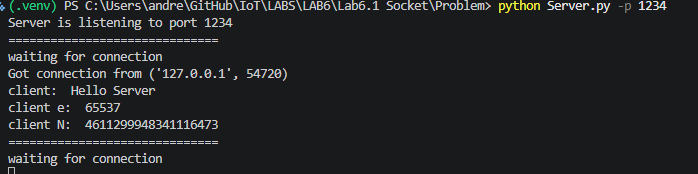 (.venv) PS C:\Users\andre\GitHub\IoT\LABS\LAB6\Lab6.1 Socket\Problem> python Server.py -p 1234
Server is listening to port 1234
==============================
waiting for connection
Got connection from ('127.0.0.1', 54720)
client:  Hello Server
client e:  65537
client N:  4611299948341116473
==============================
waiting for connection